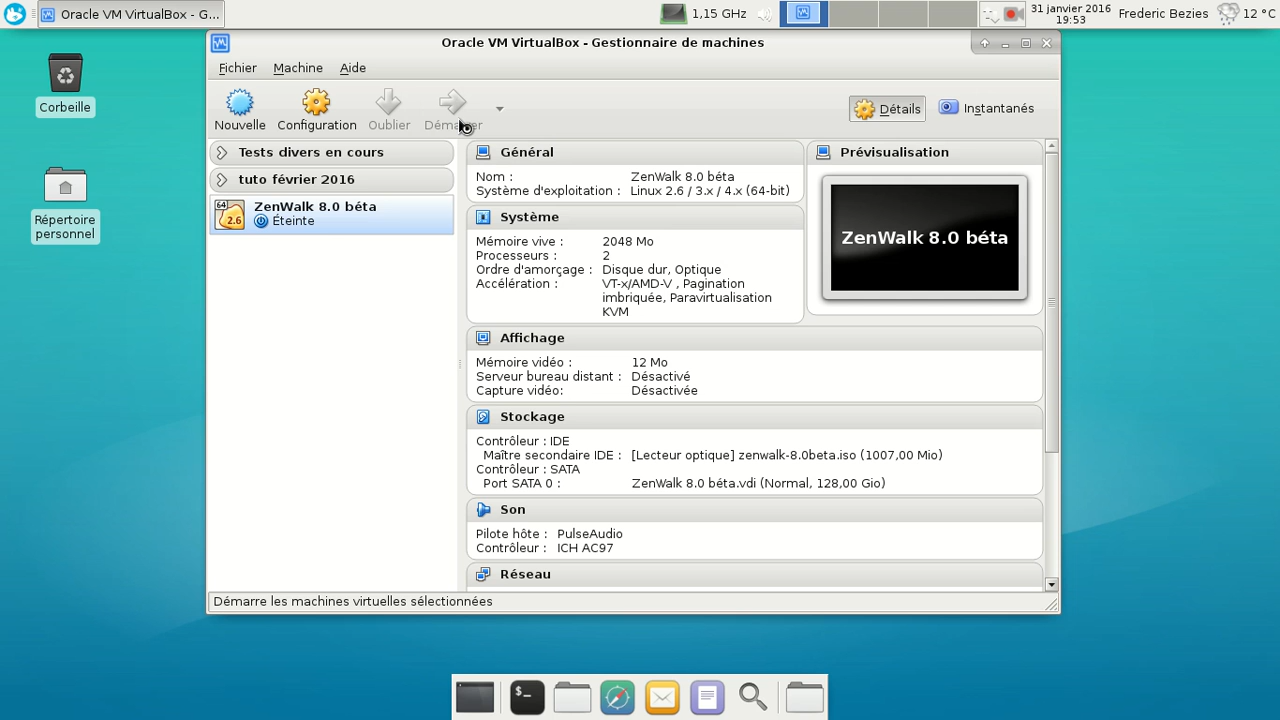 Oracle VM VirtualBox - G...
1,15 GHz
31 janvier 2016
19:53
Frederic Bezies
12 °C
Corbeille
Répertoire
personnel
Oracle VM VirtualBox - Gestionnaire de machines
Fichier Machine Aide
Nouvelle Configuration Oublier
Détails Instantanés
Tests divers en cours
tuto février 2016
64
2.6
ZenWalk 8.0 béta
Éteinte
Général
Nom : ZenWalk 8.0 béta
Système d'exploitation : Linux 2.6 / 3.x / 4.x (64-bit)
Prévisualisation
ZenWalk 8.0 béta
Système
Mémoire vive : 2048 Mo
Processeurs : 2
Ordre d'amorçage : Disque dur, Optique
Accélération : VT-x/AMD-V , Pagination
imbriquée, Paravirtualisation
KVM
Affichage
Mémoire vidéo : 12 Mo
Serveur bureau distant : Désactivé
Capture vidéo: Désactivée
Stockage
Contrôleur : IDE
Maître secondaire IDE : [Lecteur optique] zenwalk-8.0beta.iso (1007,00 Mio)
Contrôleur : SATA
Port SATA 0 : ZenWalk 8.0 béta.vdi (Normal, 128,00 Gio)
Son
Pilote hôte : PulseAudio
Contrôleur : ICH AC97
Réseau
Démarre les machines virtuelles sélectionnées